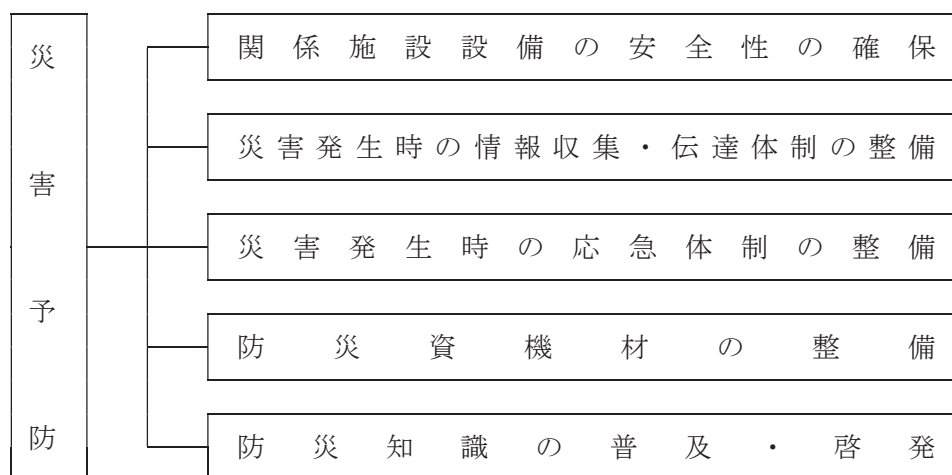 災害予防
関係施設設備の安全性の確保
災害発生時の情報収集・伝達体制の整備
災害発生時の応急体制の整備
防災資機材の整備
防災知識の普及・啓発